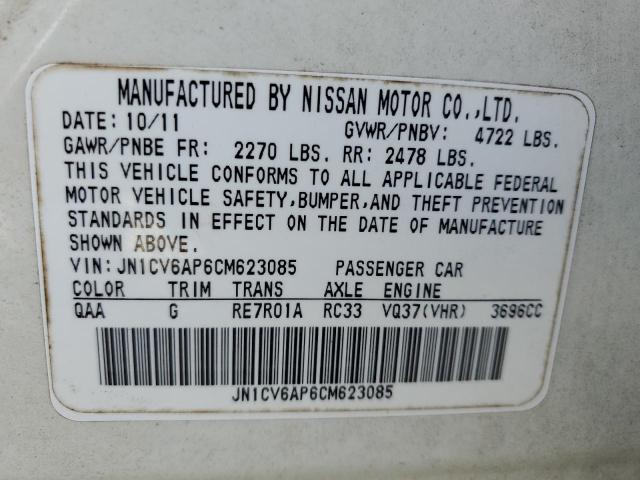 MANUFACTURED BY NISSAN MOTOR CO.,LTD.
DATE: 10/11 GVWR/PNBV: 4722 LBS.
GAWR/PNBE FR: 2270 LBS. RR: 2478 LBS.
THIS VEHICLE CONFORMS TO ALL APPLICABLE FEDERAL
MOTOR VEHICLE SAFETY,BUMPER,AND THEFT PREVENTION
STANDARDS IN EFFECT ON THE DATE OF MANUFACTURE
SHOWN ABOVE.
VIN:JN1CV6AP6CM623085 PASSENGER CAR
COLOR TRIM TRANS AXLE ENGINE
QAA G RE7R01A RC33 VQ37(VHR) 3696CC
JN1CV6AP6CM623085